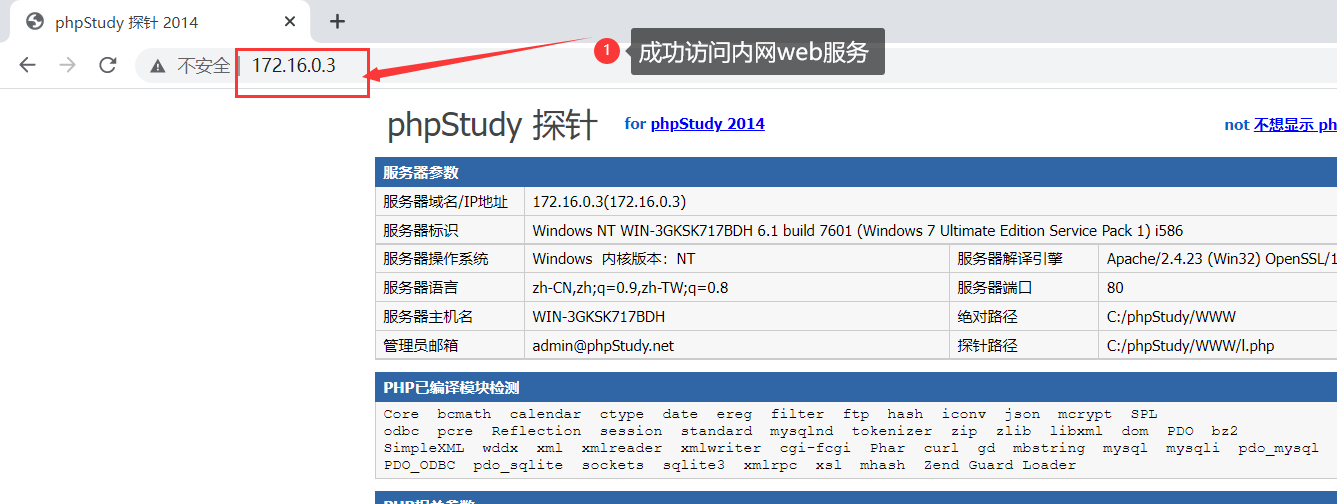 phpStudy 探针 2014
不安全 172.16.0.3
1 成功访问内网web服务
phpStudy 探针 for phpStudy 2014 not 不想显示 ph
服务器参数
服务器域名/IP地址 172.16.0.3(172.16.0.3)
服务器标识 Windows NT WIN-3GKSK717BDH 6.1 build 7601 (Windows 7 Ultimate Edition Service Pack 1) i586
服务器操作系统 Windows 内核版本：NT 服务器解译引擎 Apache/2.4.23 (Win32) OpenSSL/1
服务器语言 zh-CN,zh;q=0.9,zh-TW;q=0.8 服务器端口 80
服务器主机名 WIN-3GKSK717BDH 绝对路径 C:/phpStudy/WWW
管理员邮箱 admin@phpStudy.net 探针路径 C:/phpStudy/WWW/l.php
PHP已编译模块检测
Core bcmath calendar ctype date ereg filter ftp hash iconv json mcrypt SPL
odbc pcre Reflection session standard mysqlnd tokenizer zip zlib libxml dom PDO bz2
SimpleXML wddx xml xmlreader xmlwriter cgi-fcgi Phar curl gd mbstring mysql mysqli pdo_mysql
PDO_ODBC pdo_sqlite sockets sqlite3 xmlrpc xsl mhash Zend Guard Loader
PHP相关参数